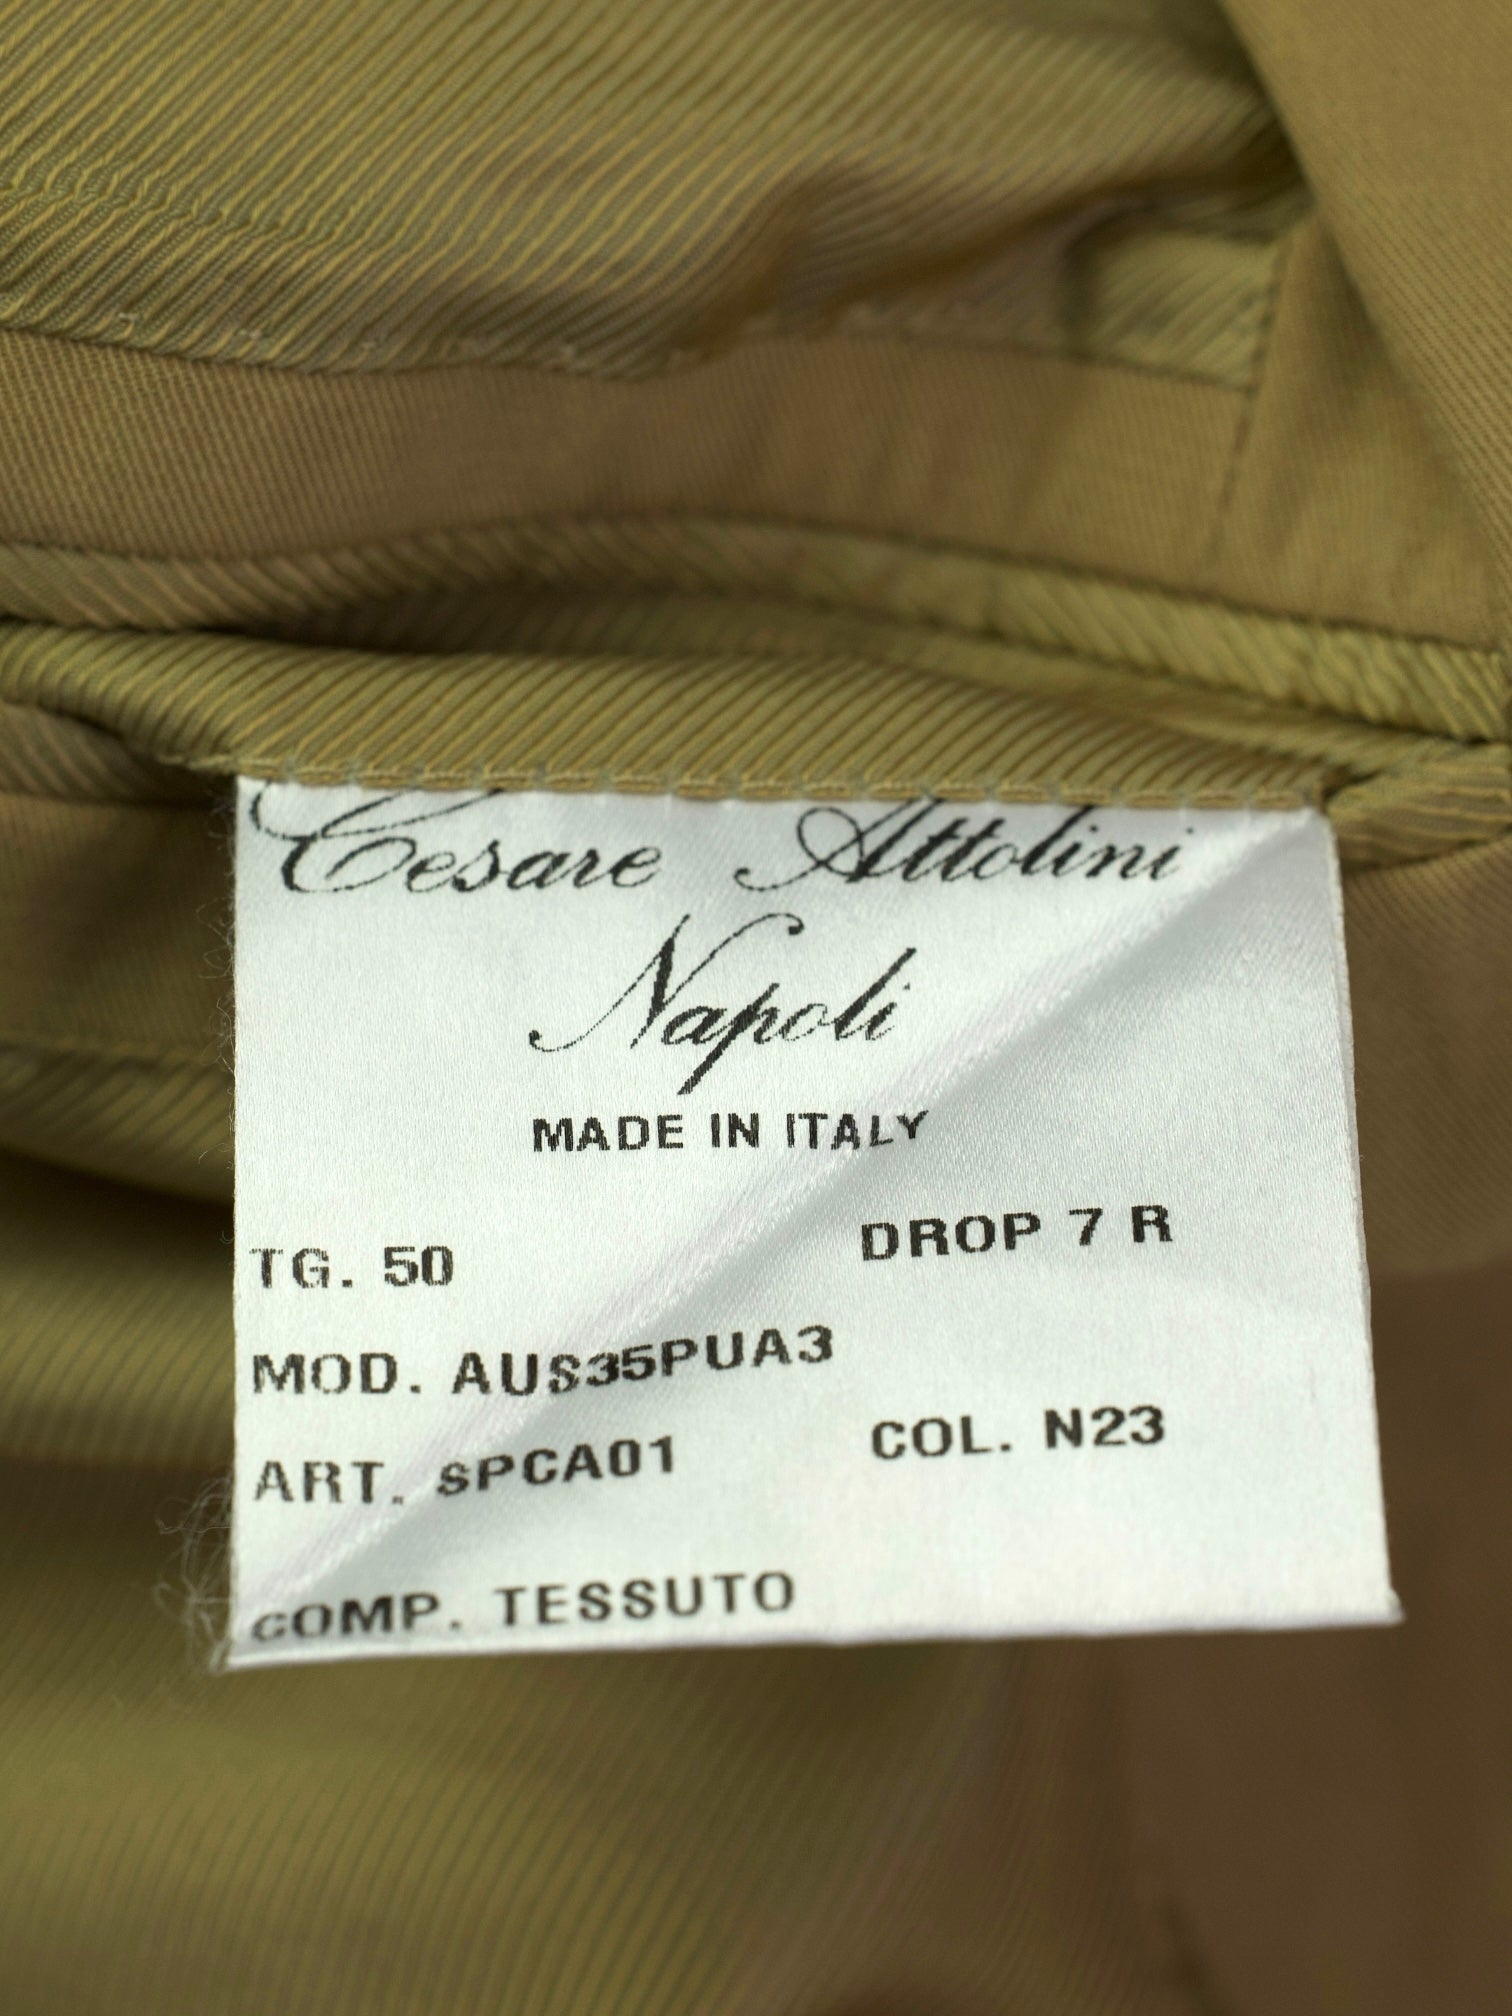 Cesare Attolini
Napoli
MADE IN ITALY
TG. 50 DROP 7 R
MOD. AUS35PUA3
ART. SPCA01 COL. N23
COMP. TESSUTO